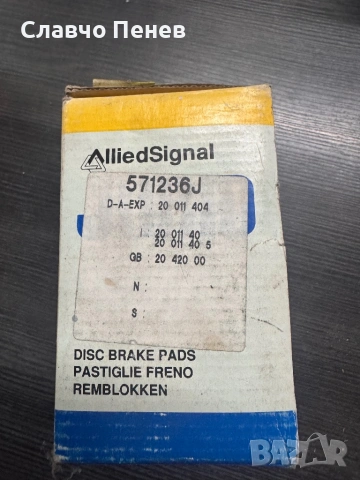 Славчо Пенев
AlliedSignal
571236J
D-A-EXP : 20 011 404
I : 20 011 40
20 011 40 5
GB : 20 420 00
N :
S :
DISC BRAKE PADS
PASTIGLIE FRENO
REMBLOKKEN
BAZAR